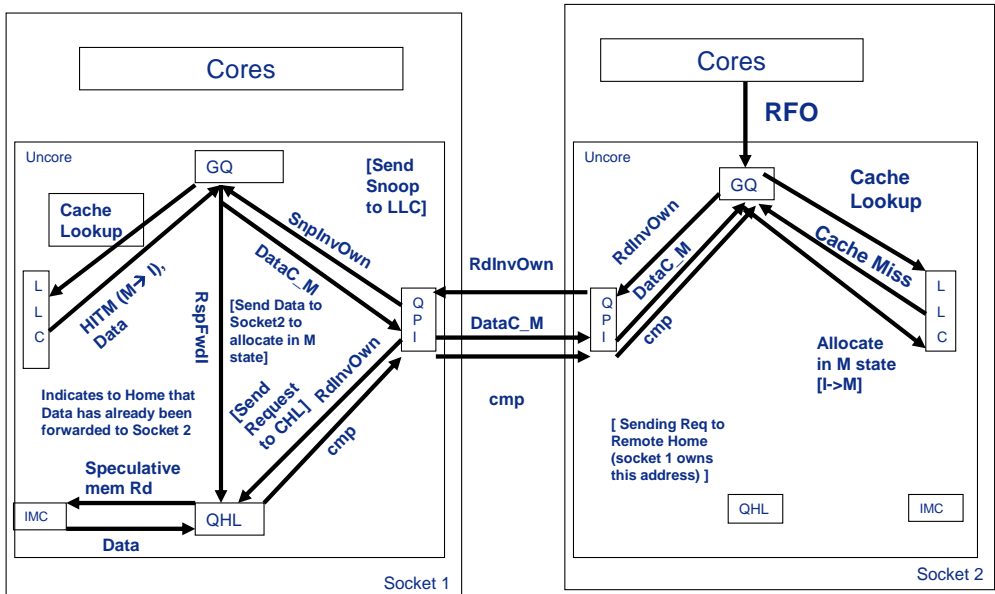 Cores
Uncore
GQ
[Send
Snoop
to LLC]
Cache
Lookup
SnpInvOwn
DataC_M
HITM (M→ I),
Data
L
L
C
RspFwdI
[Send Data to
Socket2 to
allocate in M
state]
Q
P
I
RdInvOwn
[Send
Request
to CHL]
cmp
Indicates to Home that
Data has already been
forwarded to Socket 2
Speculative
mem Rd
IMC
QHL
Data
Socket 1
RdInvOwn
DataC_M
cmp
Cores
RFO
Uncore
GQ
Cache
Lookup
RdInvOwn
DataC_M
cmp
Cache Miss
Q
P
I
L
L
C
Allocate
in M state
[I->M]
[ Sending Req to
Remote Home
(socket 1 owns
this address) ]
QHL
IMC
Socket 2